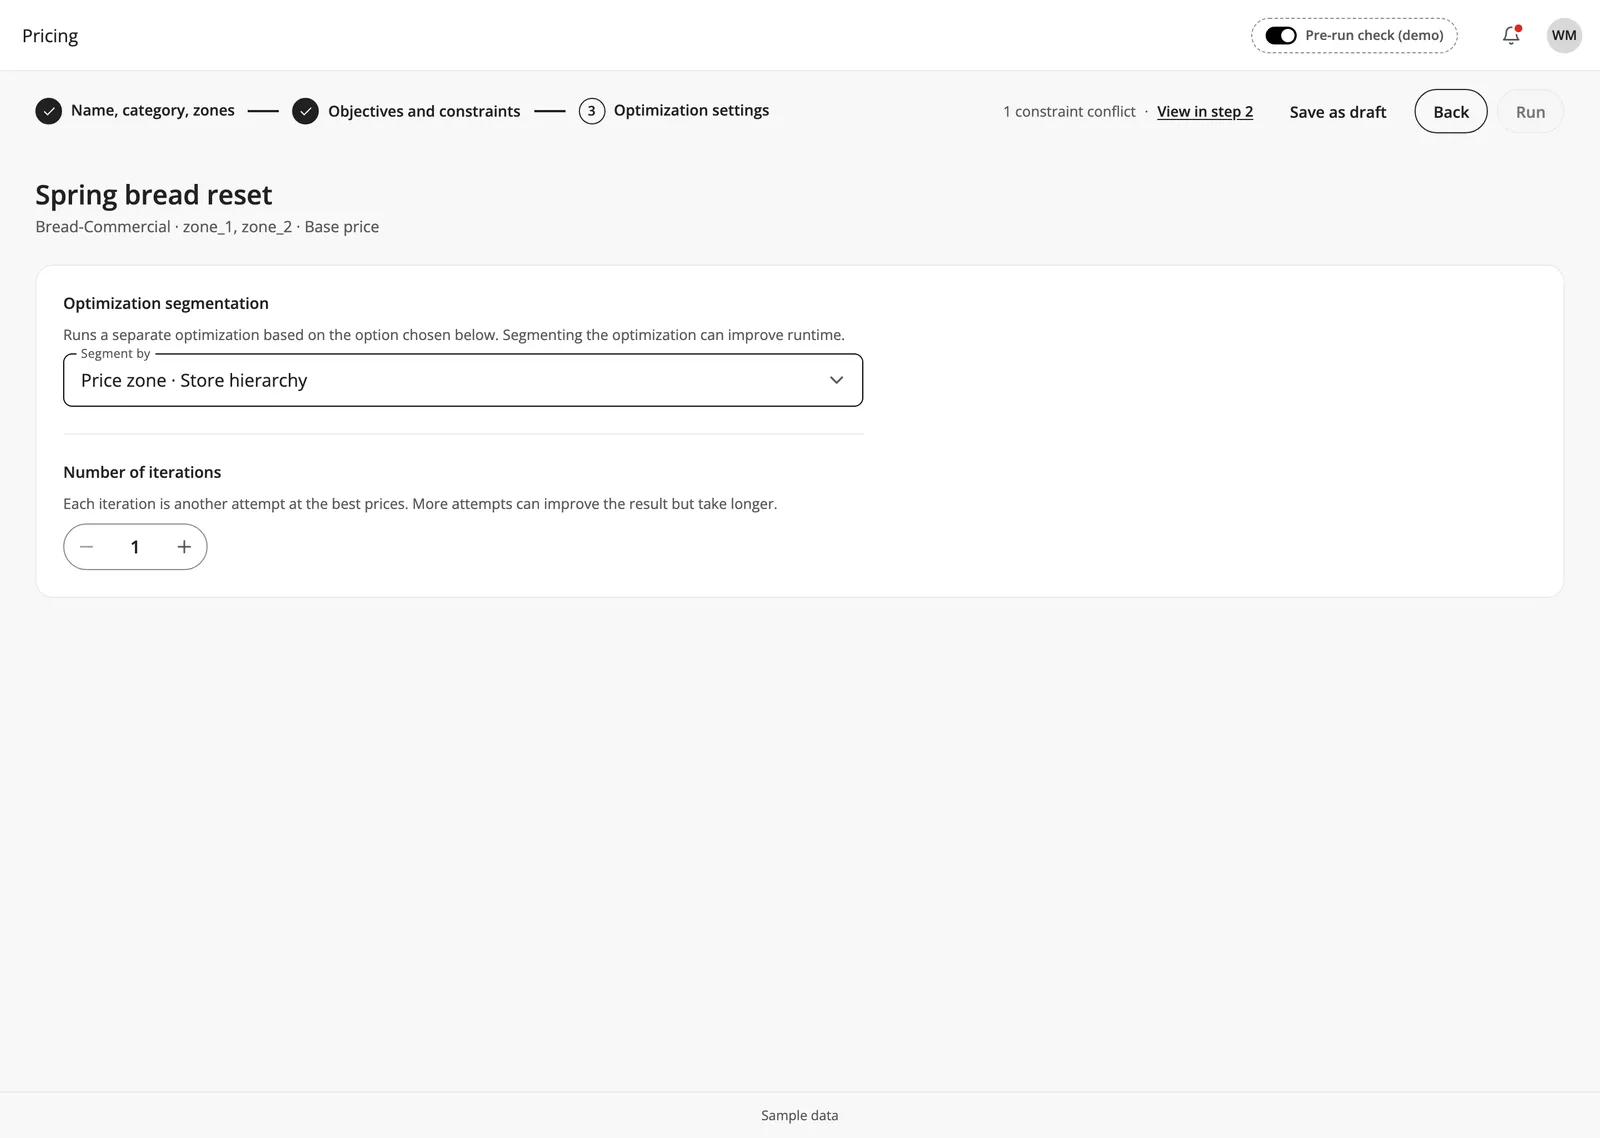 Pricing
Pre-run check (demo)
WM
Name, category, zones
Objectives and constraints
3 Optimization settings
1 constraint conflict · View in step 2
Save as draft
Back
Run
Spring bread reset
Bread-Commercial · zone_1, zone_2 · Base price
Optimization segmentation
Runs a separate optimization based on the option chosen below. Segmenting the optimization can improve runtime.
Segment by
Price zone · Store hierarchy
Number of iterations
Each iteration is another attempt at the best prices. More attempts can improve the result but take longer.
1
Sample data